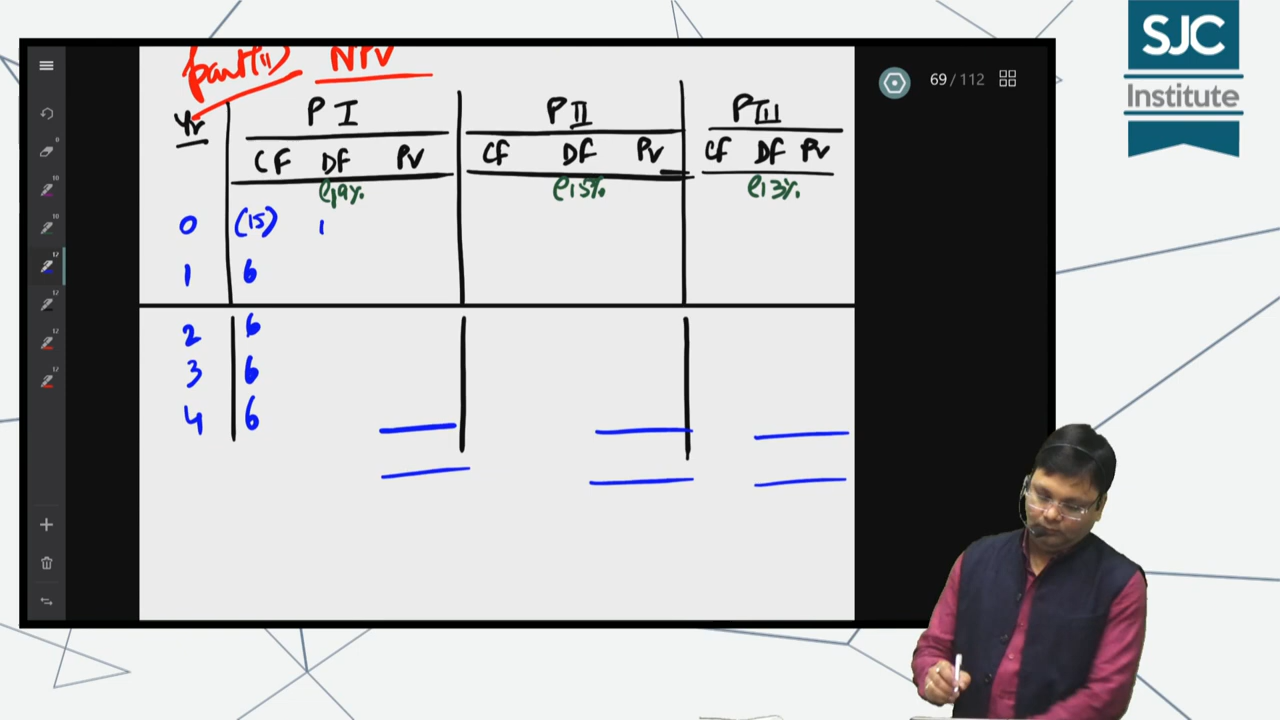 SJC
Institute
69 / 112
part(ii) NPV
Yr P I P II P III
CF DF PV CF DF PV CF DF PV
@19% @15% @13%
0 (15) 1
1 6
2 6
3 6
4 6